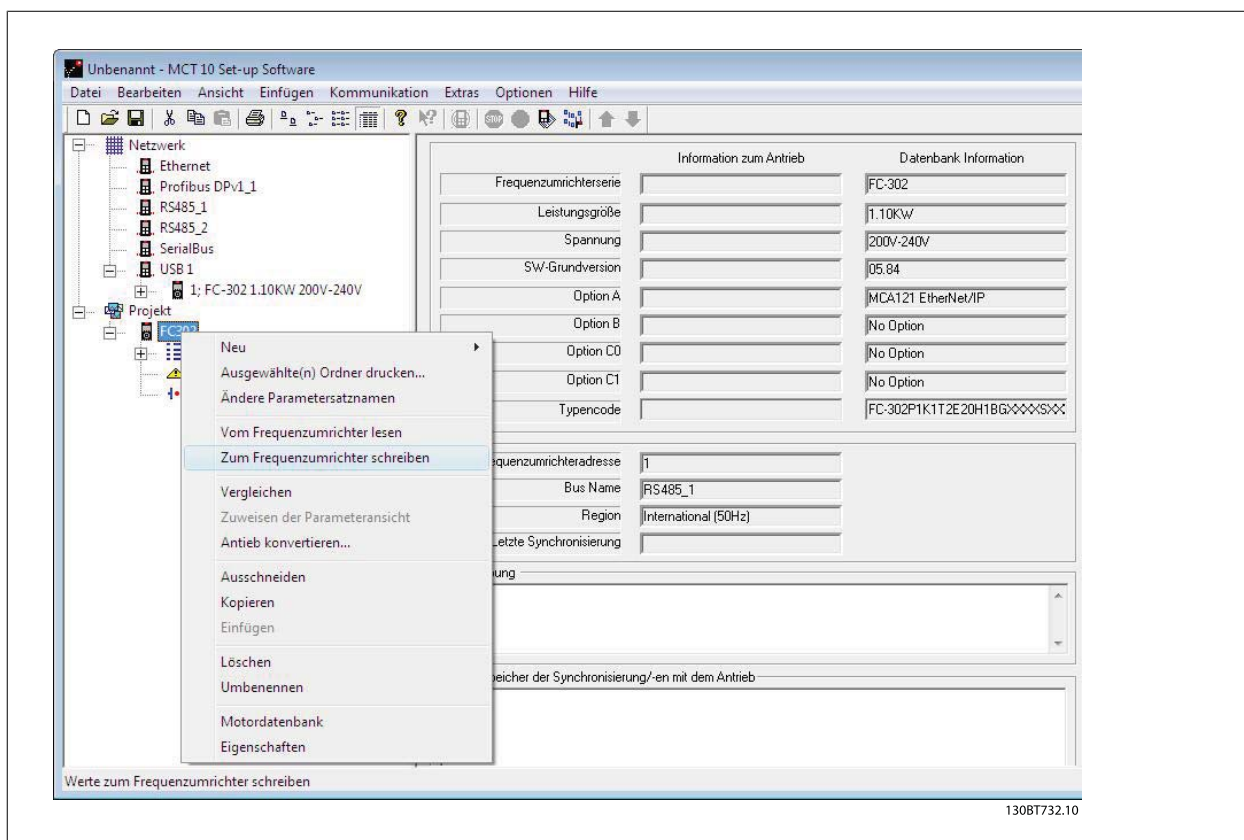 Unbenannt - MCT 10 Set-up Software
Datei Bearbeiten Ansicht Einfügen Kommunikation Extras Optionen Hilfe
STOP
Netzwerk
Ethernet
Profibus DPv1_1
RS485_1
RS485_2
SerialBus
USB 1
1; FC-302 1.10KW 200V-240V
Projekt
FC302
Neu
Ausgewählte(n) Ordner drucken...
Ändere Parametersatznamen
Vom Frequenzumrichter lesen
Zum Frequenzumrichter schreiben
Vergleichen
Zuweisen der Parameteransicht
Antieb konvertieren...
Ausschneiden
Kopieren
Einfügen
Löschen
Umbenennen
Motordatenbank
Eigenschaften
Information zum Antrieb Datenbank Information
Frequenzumrichterserie FC-302
Leistungsgröße 1.10KW
Spannung 200V-240V
SW-Grundversion 05.84
Option A MCA121 EtherNet/IP
Option B No Option
Option C0 No Option
Option C1 No Option
Typencode FC-302P1K1T2E20H1BGXXXXSXX
equenzumrichteradresse 1
Bus Name RS485_1
Region International (50Hz)
Letzte Synchronisierung
ung
peicher der Synchronisierung/-en mit dem Antrieb
Werte zum Frequenzumrichter schreiben
130BT732.10